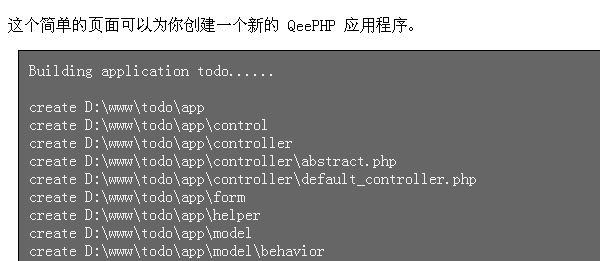 这个简单的页面可以为你创建一个新的 QeePHP 应用程序。
Building application todo......
create D:\www\todo\app
create D:\www\todo\app\control
create D:\www\todo\app\controller
create D:\www\todo\app\controller\abstract.php
create D:\www\todo\app\controller\default_controller.php
create D:\www\todo\app\form
create D:\www\todo\app\helper
create D:\www\todo\app\model
create D:\www\todo\app\model\behavior